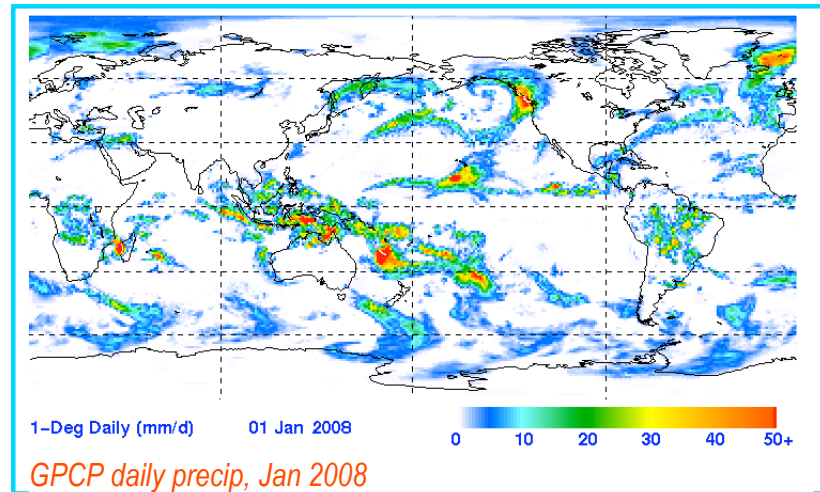 1-Deg Daily (mm/d) 01 Jan 2008
0 10 20 30 40 50+
GPCP daily precip, Jan 2008